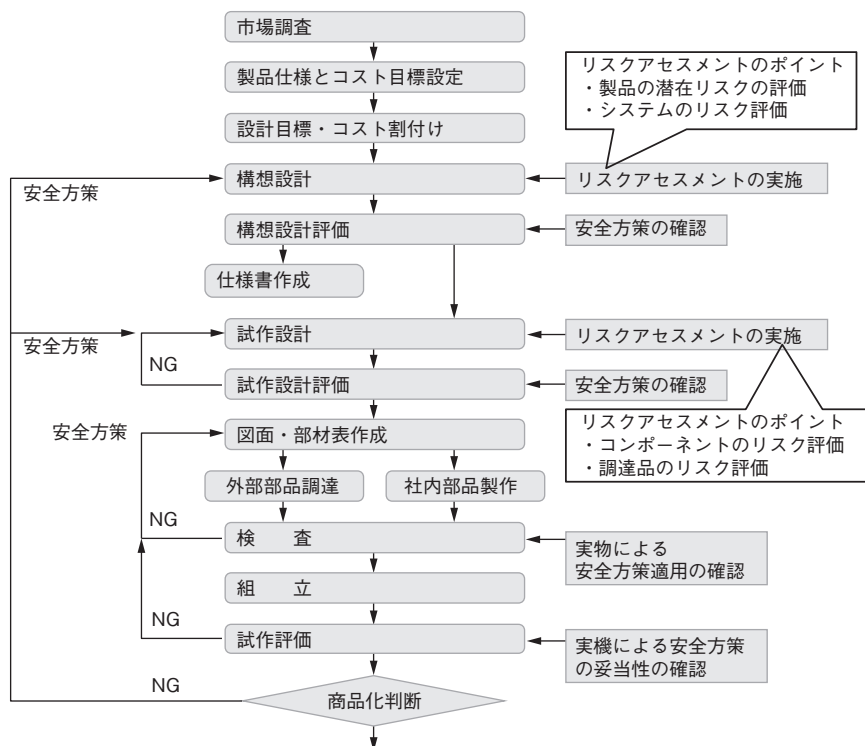 市場調査
製品仕様とコスト目標設定
設計目標・コスト割付け
リスクアセスメントのポイント
・製品の潜在リスクの評価
・システムのリスク評価
安全方策
構想設計
リスクアセスメントの実施
構想設計評価
安全方策の確認
仕様書作成
安全方策
NG
試作設計
リスクアセスメントの実施
試作設計評価
安全方策の確認
安全方策
図面・部材表作成
リスクアセスメントのポイント
・コンポーネントのリスク評価
・調達品のリスク評価
外部部品調達
社内部品製作
NG
検　　査
実物による
安全方策適用の確認
組　　立
NG
試作評価
実機による安全方策
の妥当性の確認
NG
商品化判断